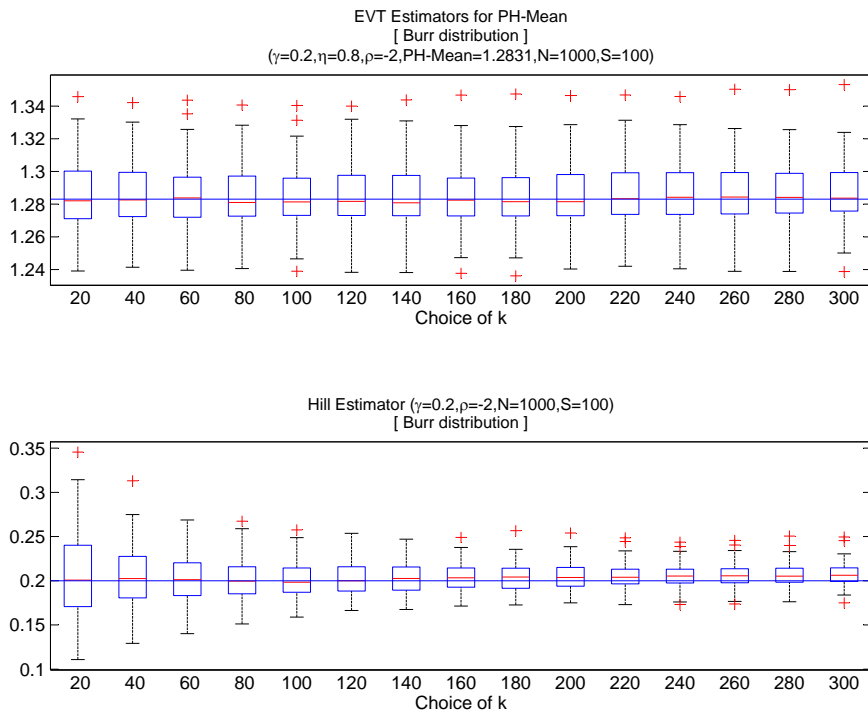 EVT Estimators for PH-Mean
[ Burr distribution ]
(γ=0.2,η=0.8,ρ=-2,PH-Mean=1.2831,N=1000,S=100)
1.34
1.3
1.28
1.26
1.24
20 40 60 80 100 120 140 160 180 200 220 240 260 280 300
Choice of k
Hill Estimator (γ=0.2,ρ=-2,N=1000,S=100)
[ Burr distribution ]
0.35
0.3
0.25
0.2
0.15
0.1
20 40 60 80 100 120 140 160 180 200 220 240 260 280 300
Choice of k